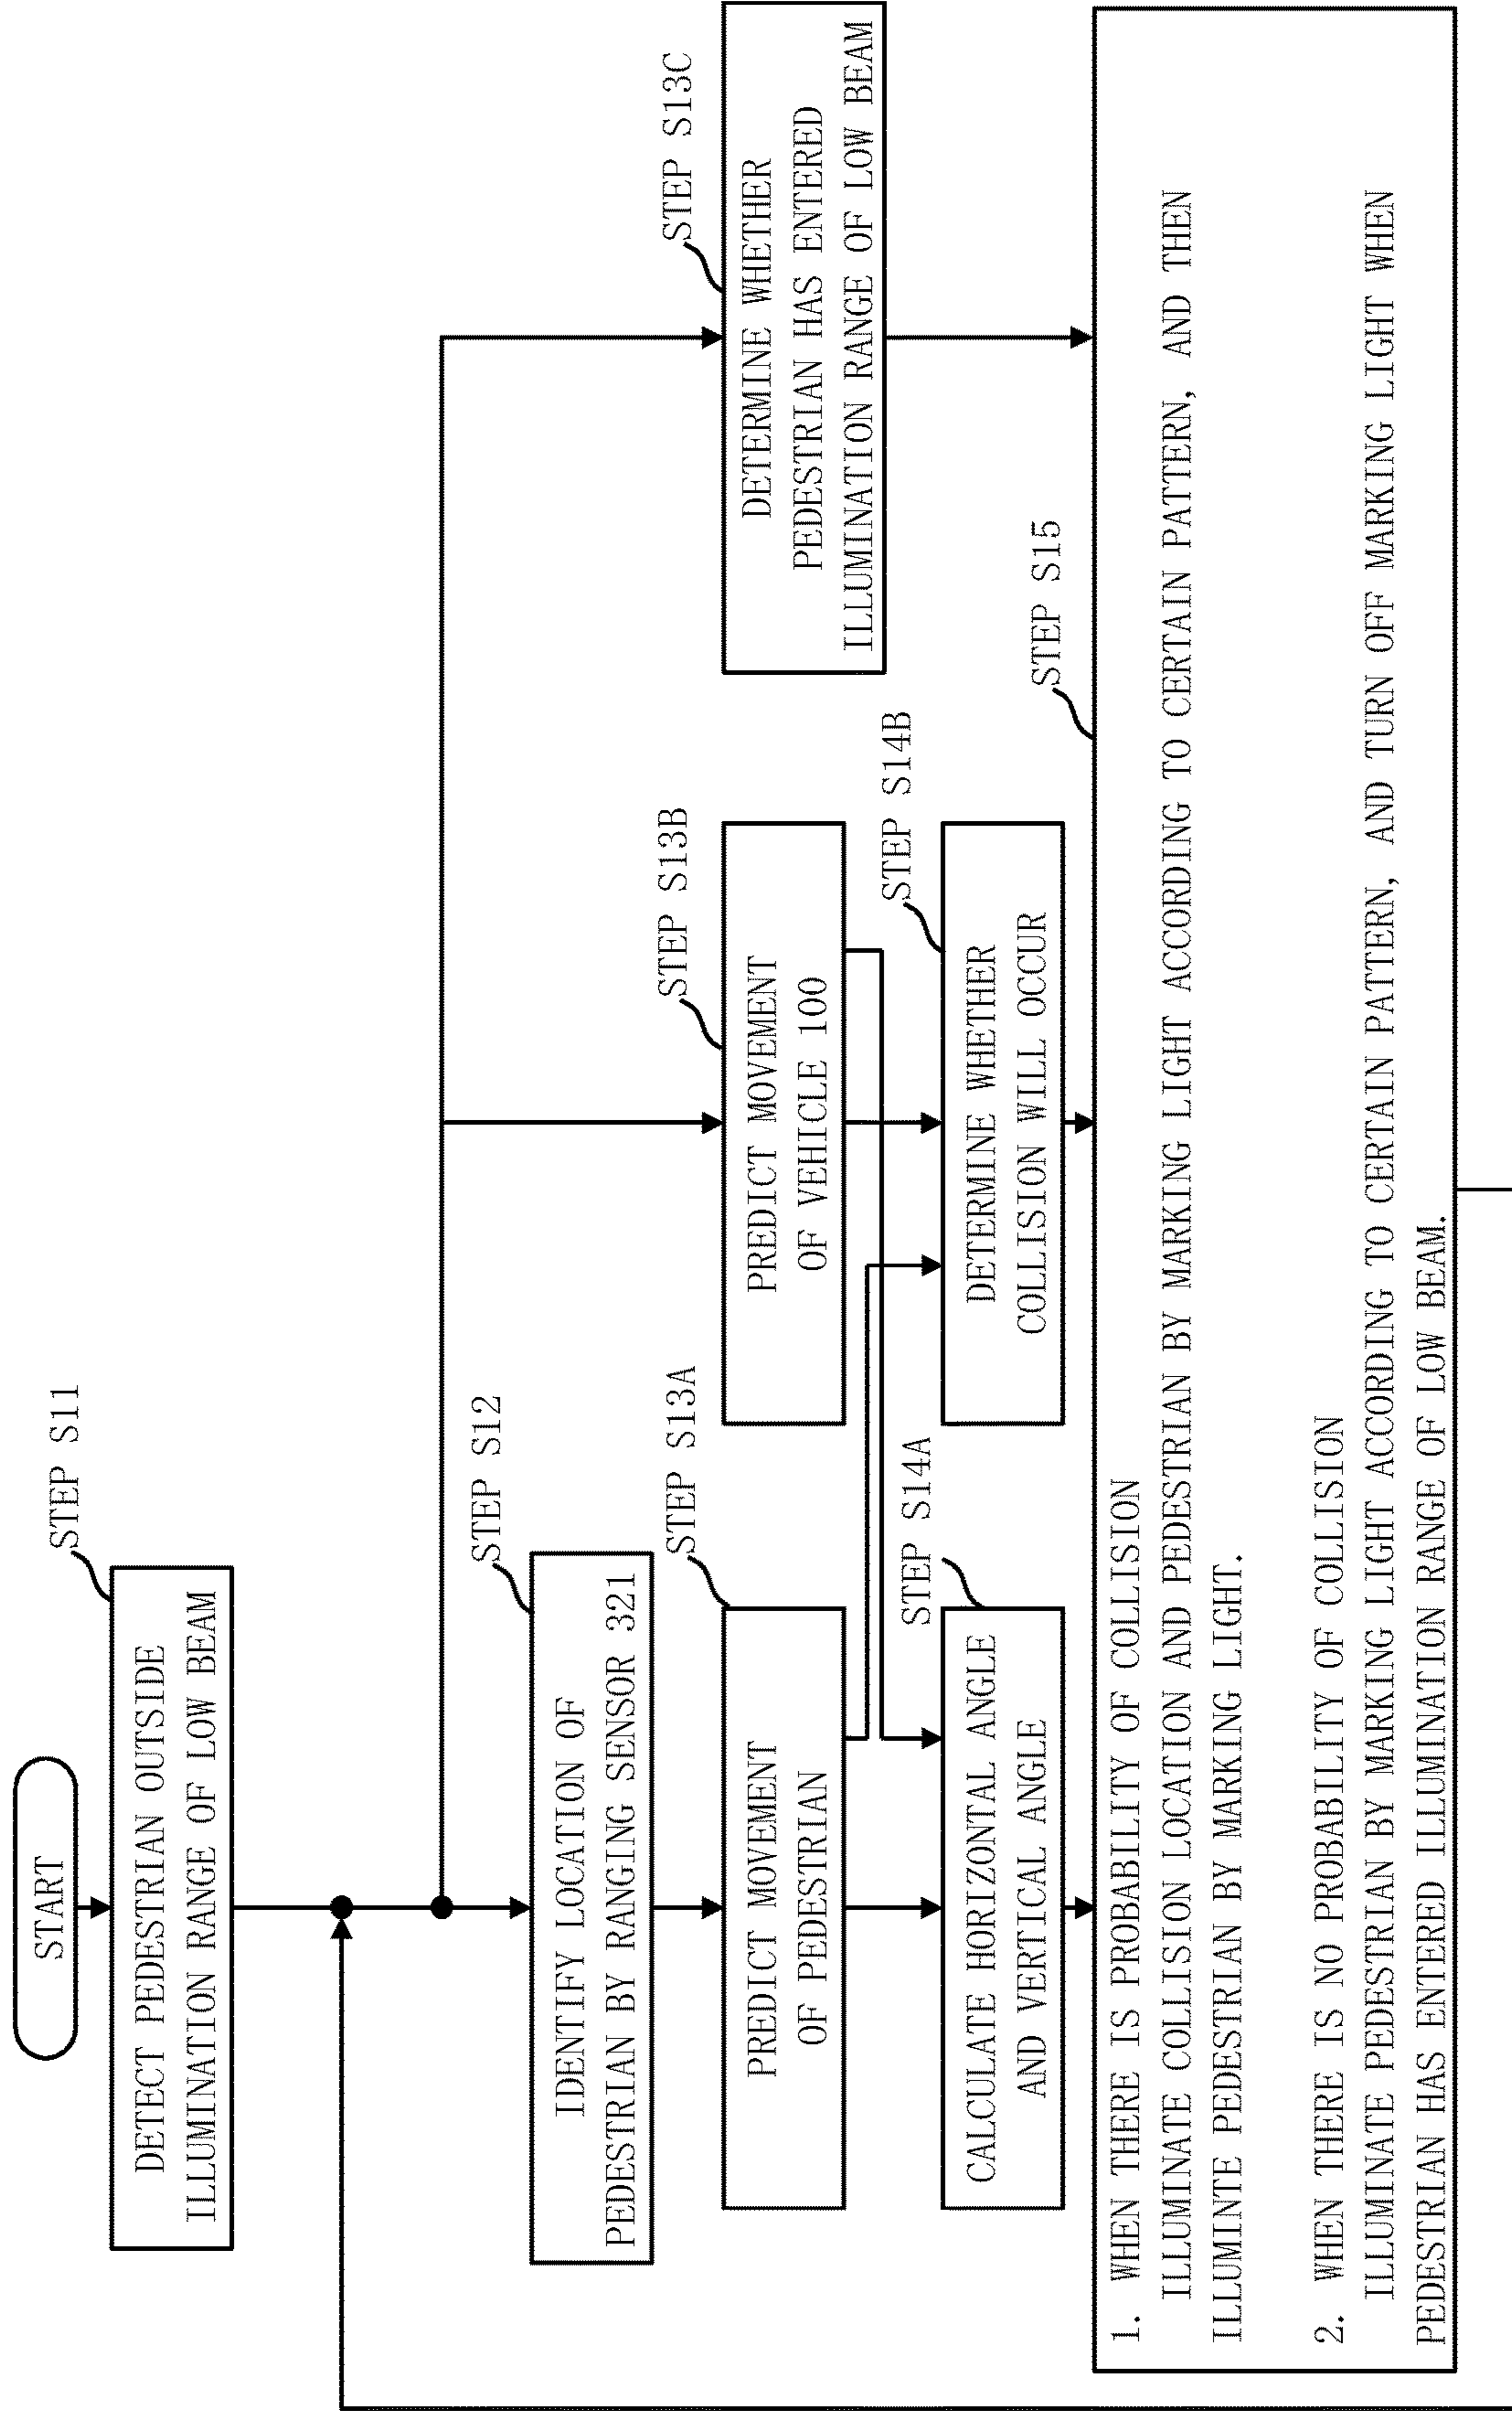 START
STEP S11
DETECT PEDESTRIAN OUTSIDE
ILLUMINATION RANGE OF LOW BEAM
STEP S12
IDENTIFY LOCATION OF
PEDESTRIAN BY RANGING SENSOR 321
STEP S13A
PREDICT MOVEMENT
OF PEDESTRIAN
STEP S13B
PREDICT MOVEMENT
OF VEHICLE 100
STEP S13C
DETERMINE WHETHER
PEDESTRIAN HAS ENTERED
ILLUMINATION RANGE OF LOW BEAM
STEP S14A
CALCULATE HORIZONTAL ANGLE
AND VERTICAL ANGLE
STEP S14B
DETERMINE WHETHER
COLLISION WILL OCCUR
STEP S15
1. WHEN THERE IS PROBABILITY OF COLLISION
ILLUMINATE COLLISION LOCATION AND PEDESTRIAN BY MARKING LIGHT ACCORDING TO CERTAIN PATTERN, AND THEN
ILLUMINTE PEDESTRIAN BY MARKING LIGHT.
2. WHEN THERE IS NO PROBABILITY OF COLLISION
ILLUMINATE PEDESTRIAN BY MARKING LIGHT ACCORDING TO CERTAIN PATTERN, AND TURN OFF MARKING LIGHT WHEN
PEDESTRIAN HAS ENTERED ILLUMINATION RANGE OF LOW BEAM.